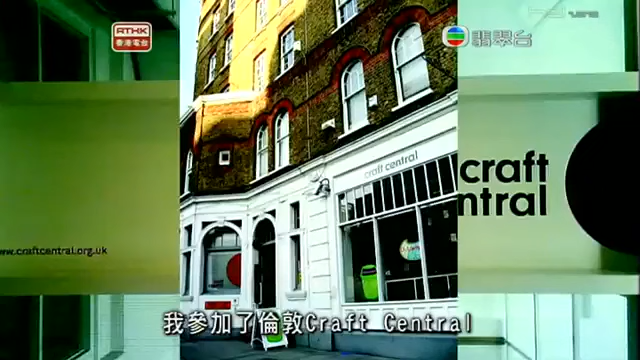 RTHK
香港電台
翡翠台
craft central
craft
ntral
www.craftcentral.org.uk
我參加了倫敦Craft Central